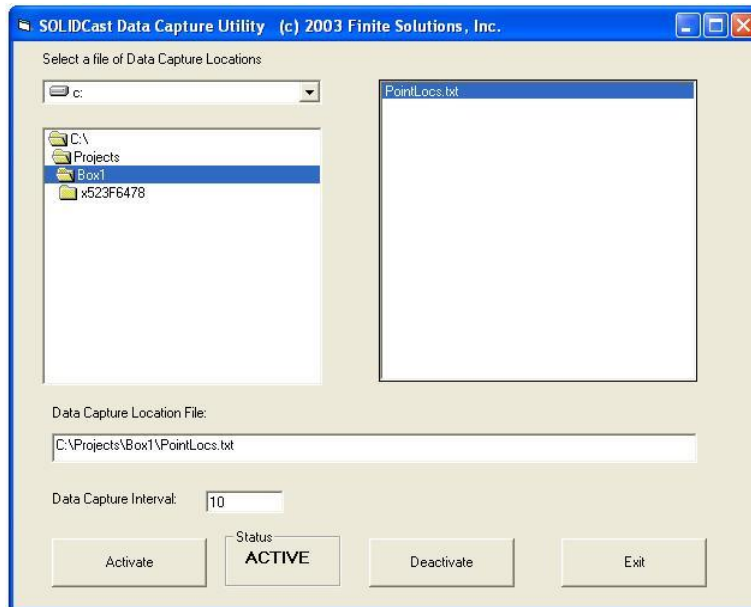 SOLIDCast Data Capture Utility (c) 2003 Finite Solutions, Inc.
Select a file of Data Capture Locations
c:
PointLocs.txt
C:\
Projects
Box1
x523F6478
Data Capture Location File:
C:\Projects\Box1\PointLocs.txt
Data Capture Interval:
10
Activate
Status
ACTIVE
Deactivate
Exit